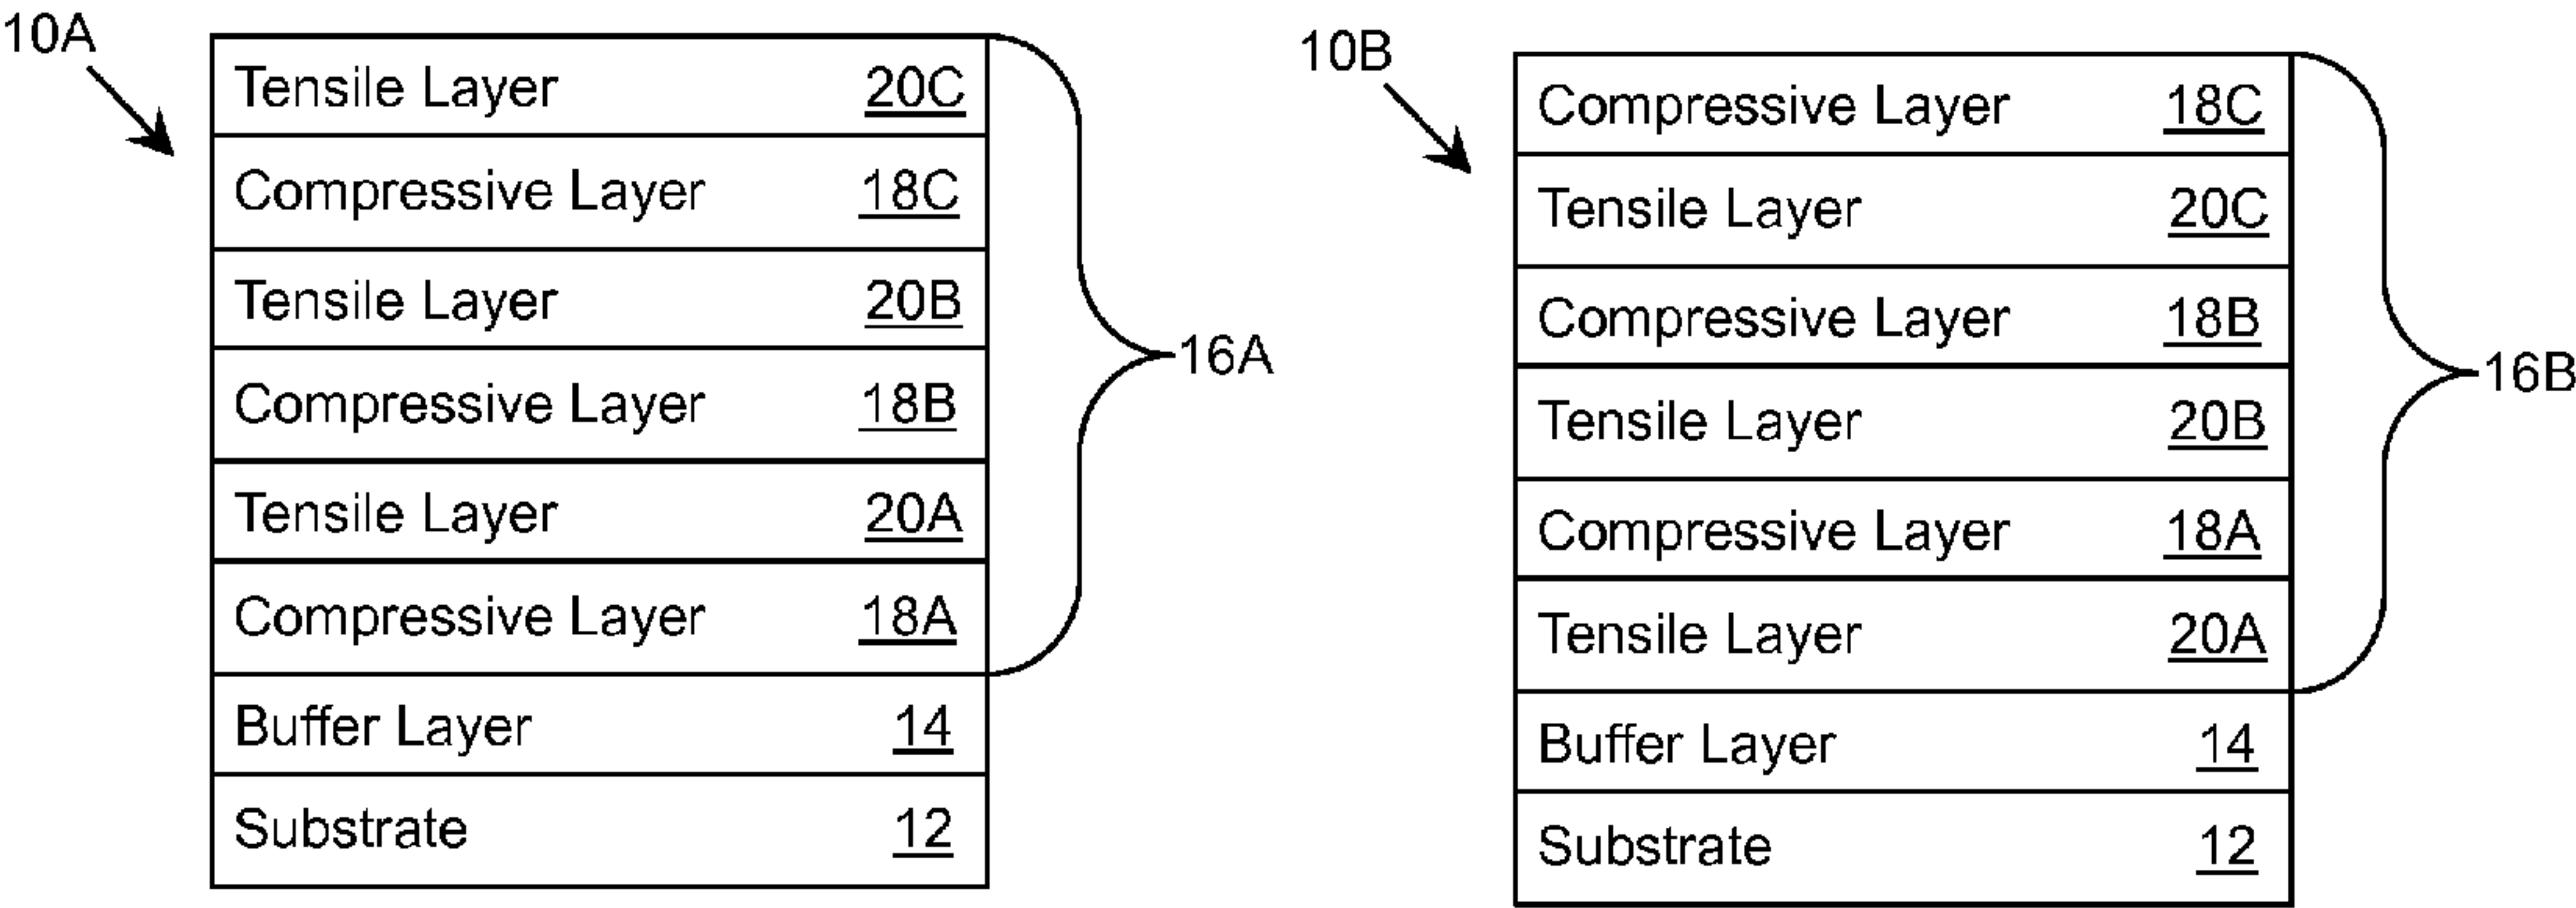 10A
Tensile Layer 20C
Compressive Layer 18C
Tensile Layer 20B
Compressive Layer 18B
Tensile Layer 20A
Compressive Layer 18A
Buffer Layer 14
Substrate 12
16A
10B
Compressive Layer 18C
Tensile Layer 20C
Compressive Layer 18B
Tensile Layer 20B
Compressive Layer 18A
Tensile Layer 20A
Buffer Layer 14
Substrate 12
16B